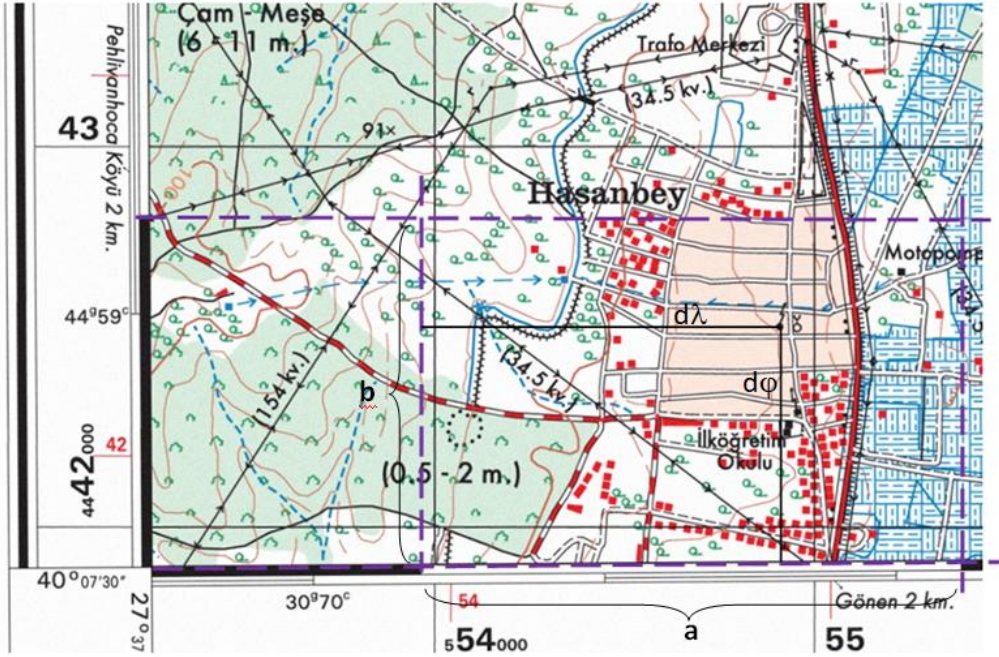 Çam - Meşe
(6 - 11 m.)
Trafo Merkezi
(34.5 kv.)
Pehlivanhoca Köyü 2 km.
43
91×
100
Hasanbey
Motopomp
44ᵍ59ᶜ
dλ
dφ
(154 kv.)
(34.5 kv.)
b
42
İlköğretim
Okulu
(0.5 - 2 m.)
4442000
40° 07'30"
27° 37
30ᵍ70ᶜ
54
Gönen 2 km.
a
554000
55